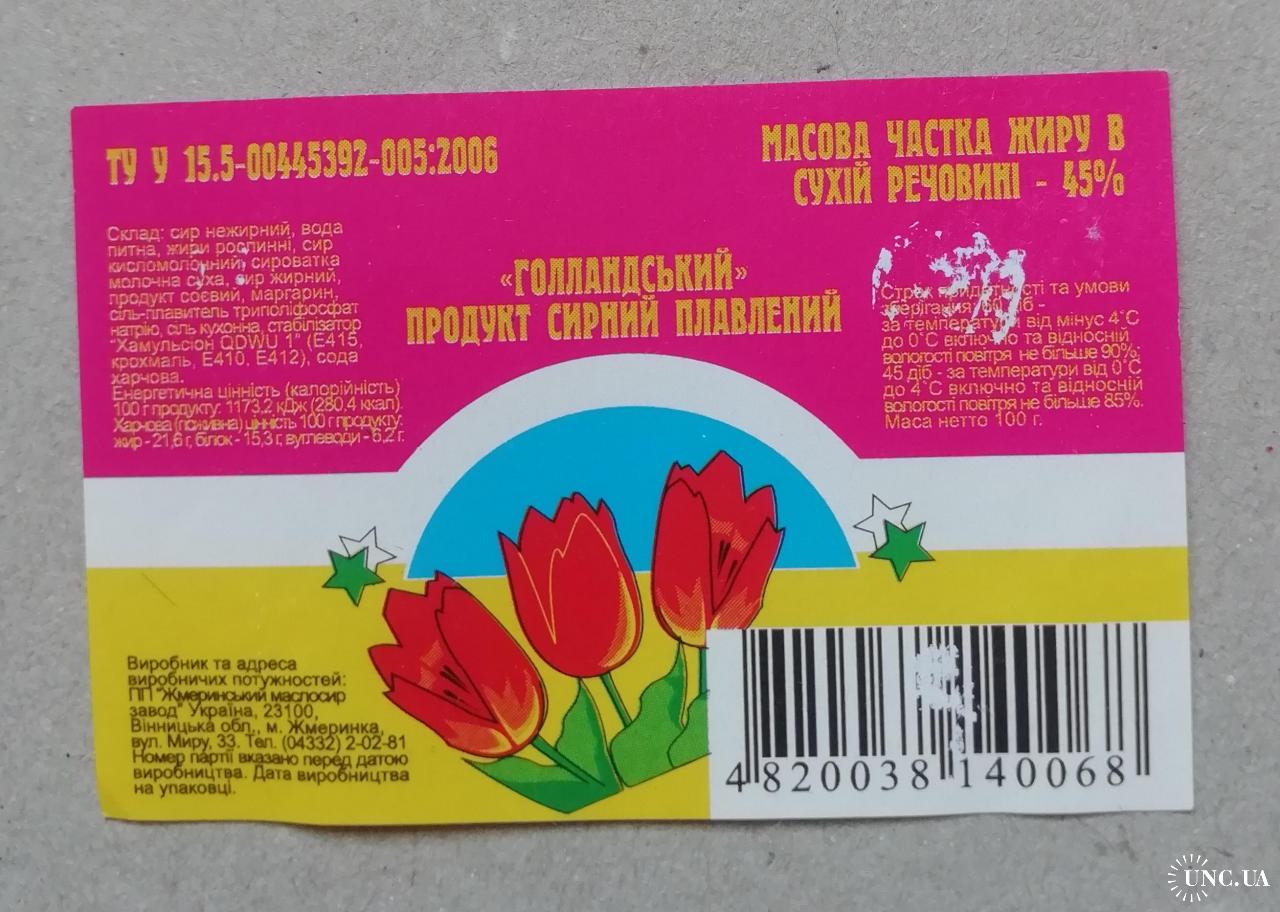 ТУ У 15.5-00445392-005:2006
МАСОВА ЧАСТКА ЖИРУ В
СУХІЙ РЕЧОВИНІ - 45%
Склад: сир нежирний, вода
питна, жири рослинні, сир
кисломолочний, сироватка
молочна суха, сир жирний,
продукт соєвий, маргарин,
сіль-плавитель триполіфосфат
натрію, сіль кухонна, стабілізатор
"Хамульсіон QDWU 1" (Е415,
крохмаль, Е410, Е412), сода
харчова.
Енергетична цінність (калорійність)
100 г продукту: 1173,2 кДж (280,4 ккал).
Харчова (поживна) цінність 100 г продукту:
жир - 21,6 г, білок - 15,3 г, вуглеводи - 6,2 г.
«ГОЛЛАНДСЬКИЙ»
ПРОДУКТ СИРНИЙ ПЛАВЛЕНИЙ
Строк придатності та умови
зберігання: 60 діб -
за температури від мінус 4°С
до 0°С включно та відносній
вологості повітря не більше 90%;
45 діб - за температури від 0°С
до 4°С включно та відносній
вологості повітря не більше 85%.
Маса нетто 100 г.
Виробник та адреса
виробничих потужностей:
ПП "Жмеринський маслосир
завод" Україна, 23100,
Вінницька обл., м. Жмеринка,
вул. Миру, 33. Тел. (04332) 2-02-81
Номер партії вказано перед датою
виробництва. Дата виробництва
на упаковці.
4 820038 140068
UNC.UA